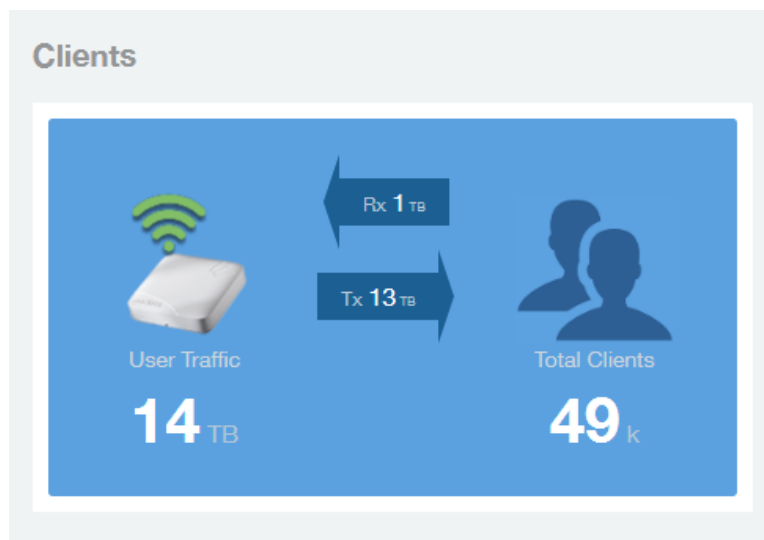 Clients
Rx 1 TB
Tx 13 TB
User Traffic
Total Clients
14 TB
49 k